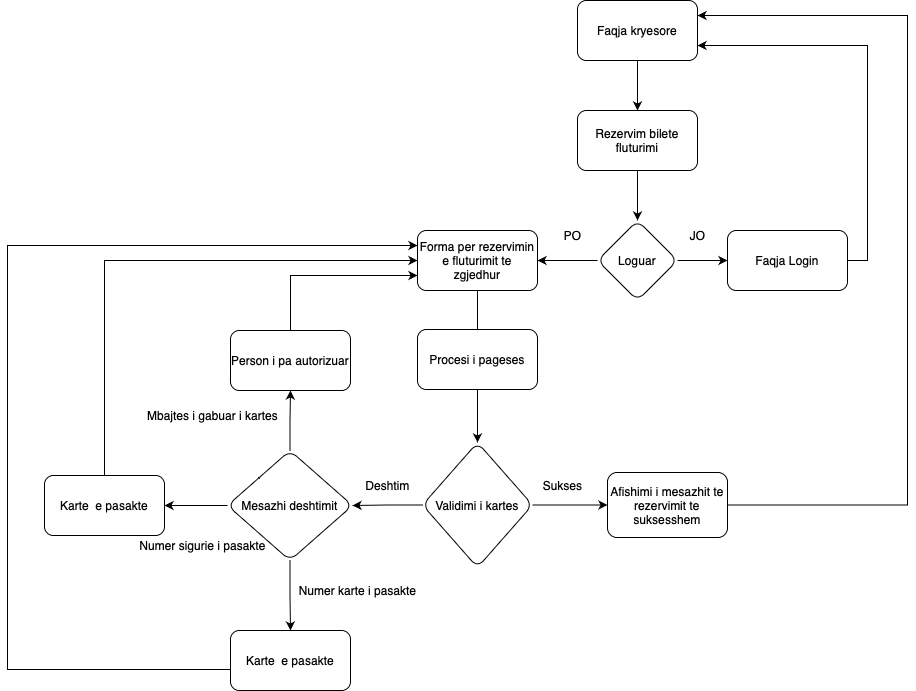 Faqja kryesore
Rezervim bilete
fluturimi
PO
JO
Forma per rezervimin
e fluturimit te
zgjedhur
Loguar
Faqja Login
Person i pa autorizuar
Procesi i pageses
Mbajtes i gabuar i kartes
Deshtim
Sukses
Karte  e pasakte
Mesazhi deshtimit
Validimi i kartes
Afishimi i mesazhit te
rezervimit te
suksesshem
Numer sigurie i pasakte
Numer karte i pasakte
Karte  e pasakte